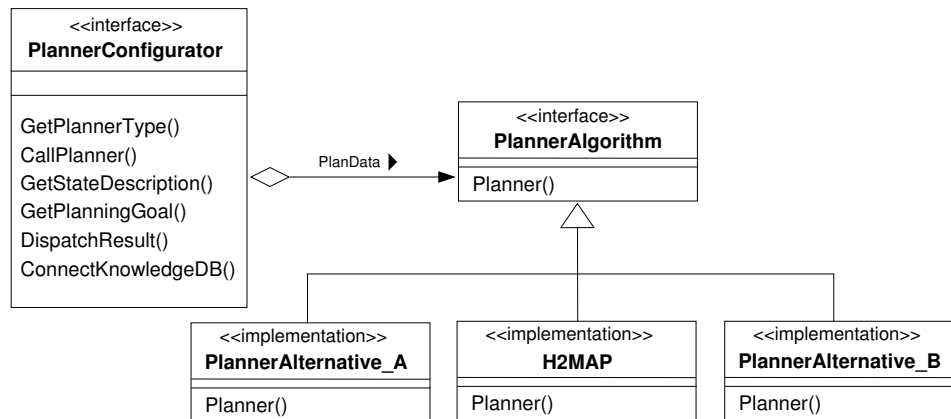 <<interface>>
PlannerConfigurator
GetPlannerType()
CallPlanner()
GetStateDescription()
GetPlanningGoal()
DispatchResult()
ConnectKnowledgeDB()
PlanData
<<interface>>
PlannerAlgorithm
Planner()
<<implementation>>
PlannerAlternative_A
Planner()
<<implementation>>
H2MAP
Planner()
<<implementation>>
PlannerAlternative_B
Planner()